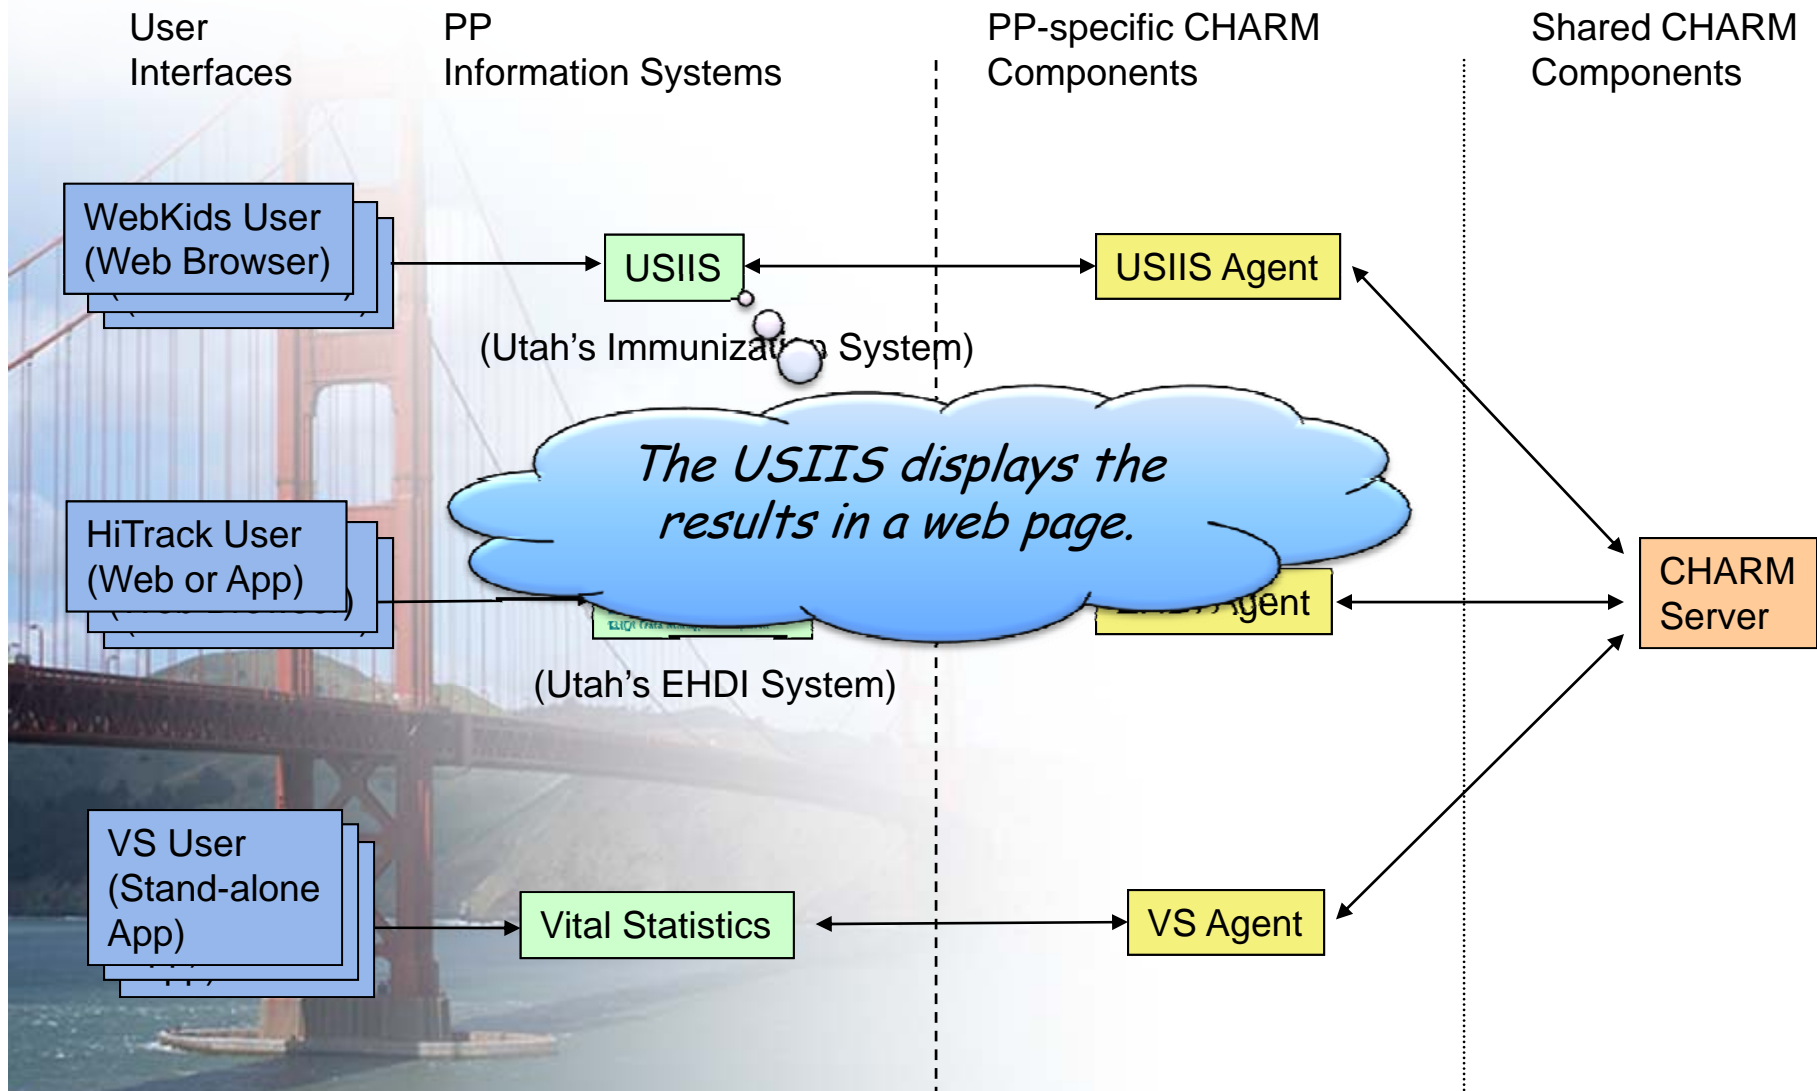 User
Interfaces
PP
Information Systems
PP-specific CHARM
Components
Shared CHARM
Components
WebKids User
(Web Browser)
USIIS
USIIS Agent
(Utah's Immunization System)
The USIIS displays the
results in a web page.
HiTrack User
(Web or App)
Agent
CHARM
Server
(Utah's EHDI System)
VS User
(Stand-alone
App)
Vital Statistics
VS Agent